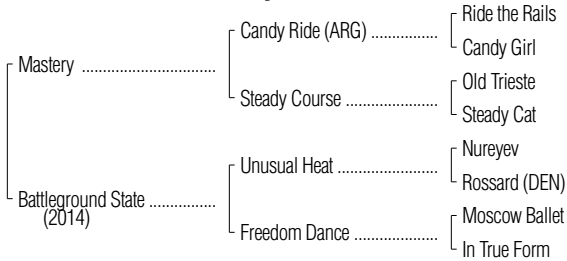 Ride the Rails
Candy Ride (ARG) ................
Candy Girl
Mastery ................................
Old Trieste
Steady Course ......................
Steady Cat
Nureyev
Unusual Heat ........................
Rossard (DEN)
Battleground State ................
(2014)
Moscow Ballet
Freedom Dance .....................
In True Form